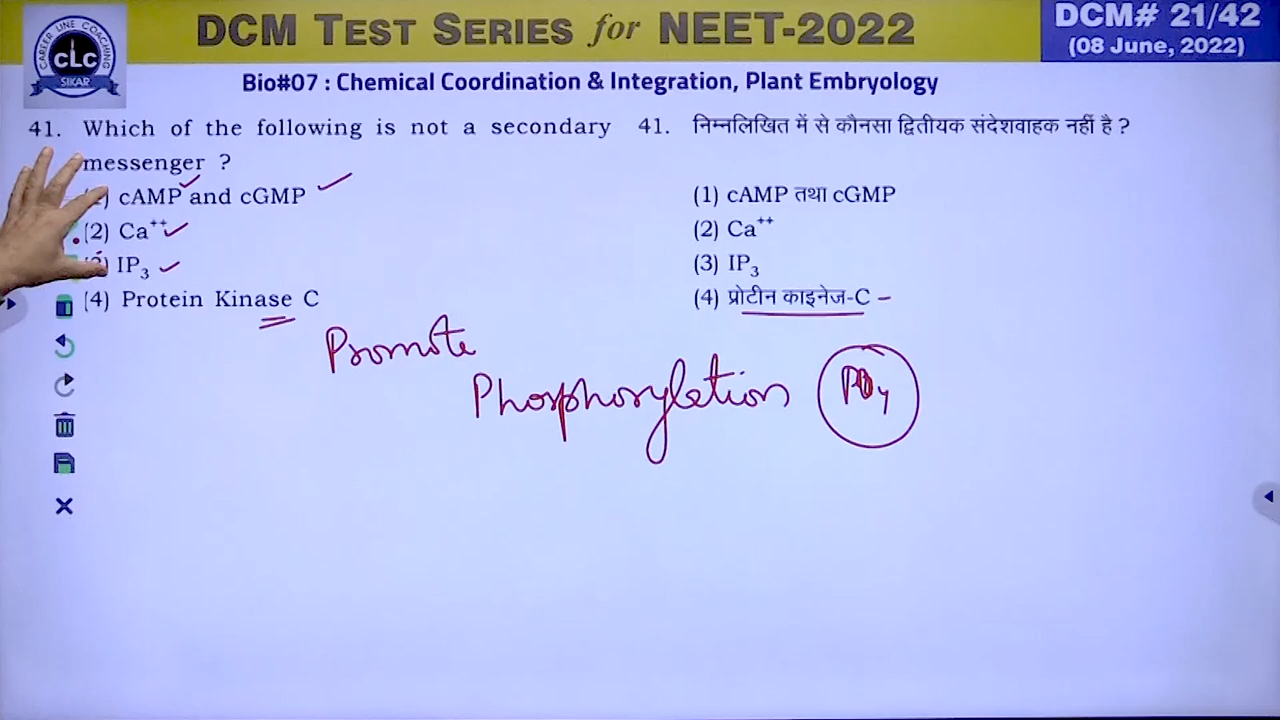 DCM TEST SERIES for NEET-2022
DCM# 21/42
(08 June, 2022)
CAREER LINE COACHING
CLC
SIKAR
Bio#07 : Chemical Coordination & Integration, Plant Embryology
41. Which of the following is not a secondary
messenger ?
(1) cAMP and cGMP
(2) Ca++
(3) IP3
(4) Protein Kinase C
41. निम्नलिखित में से कौनसा द्वितीयक संदेशवाहक नहीं है ?
(1) cAMP तथा cGMP
(2) Ca++
(3) IP3
(4) प्रोटीन काइनेज-C
Promote
Phosphorylation
PO4